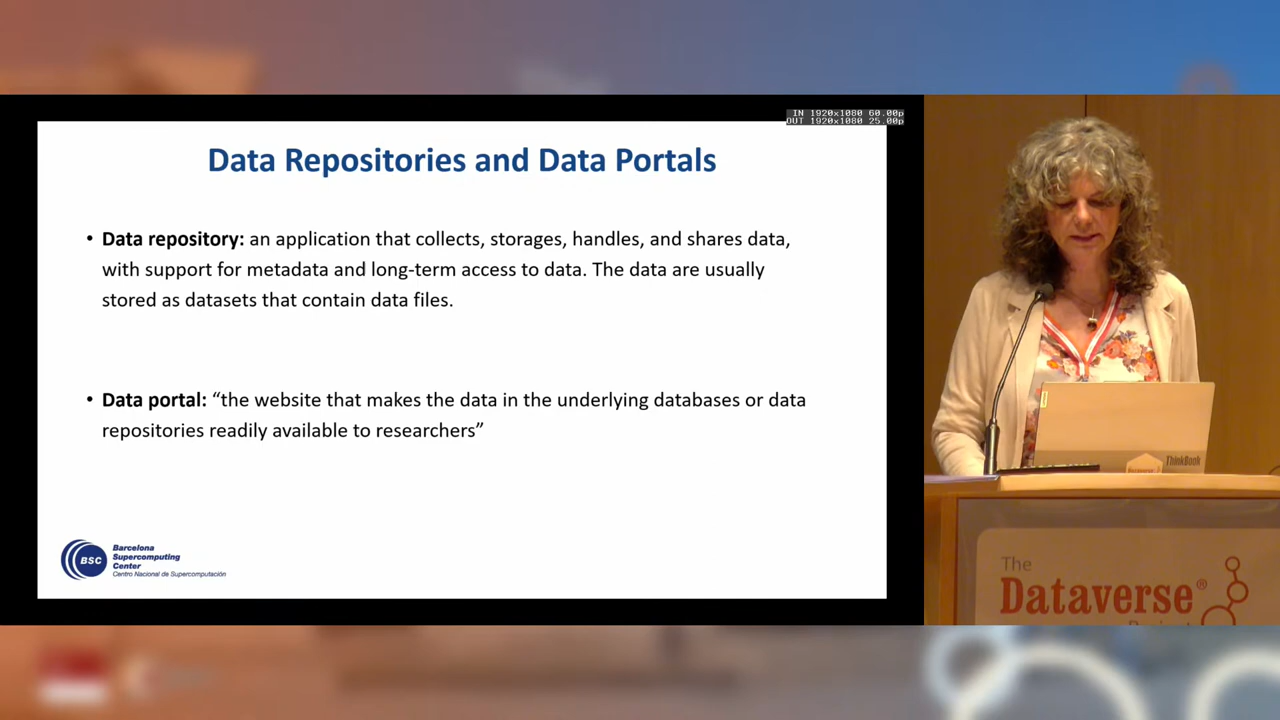 IN 1920x1080 60.00p
OUT 1920x1080 25.00p
Data Repositories and Data Portals
• Data repository: an application that collects, storages, handles, and shares data,
with support for metadata and long-term access to data. The data are usually
stored as datasets that contain data files.
• Data portal: “the website that makes the data in the underlying databases or data
repositories readily available to researchers”
BSC
Barcelona
Supercomputing
Center
Centro Nacional de Supercomputación
ThinkBook
The
Dataverse®